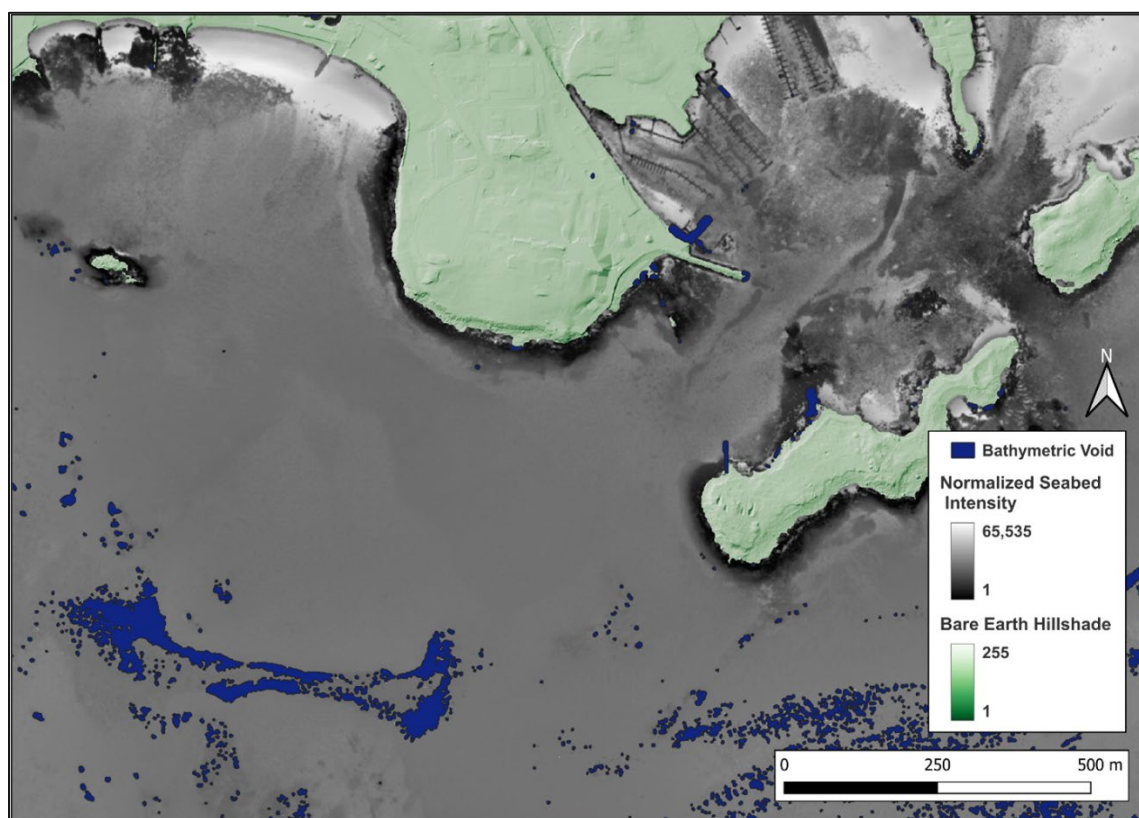 N
Bathymetric Void
Normalized Seabed
Intensity
65,535
1
Bare Earth Hillshade
255
1
0
250
500 m